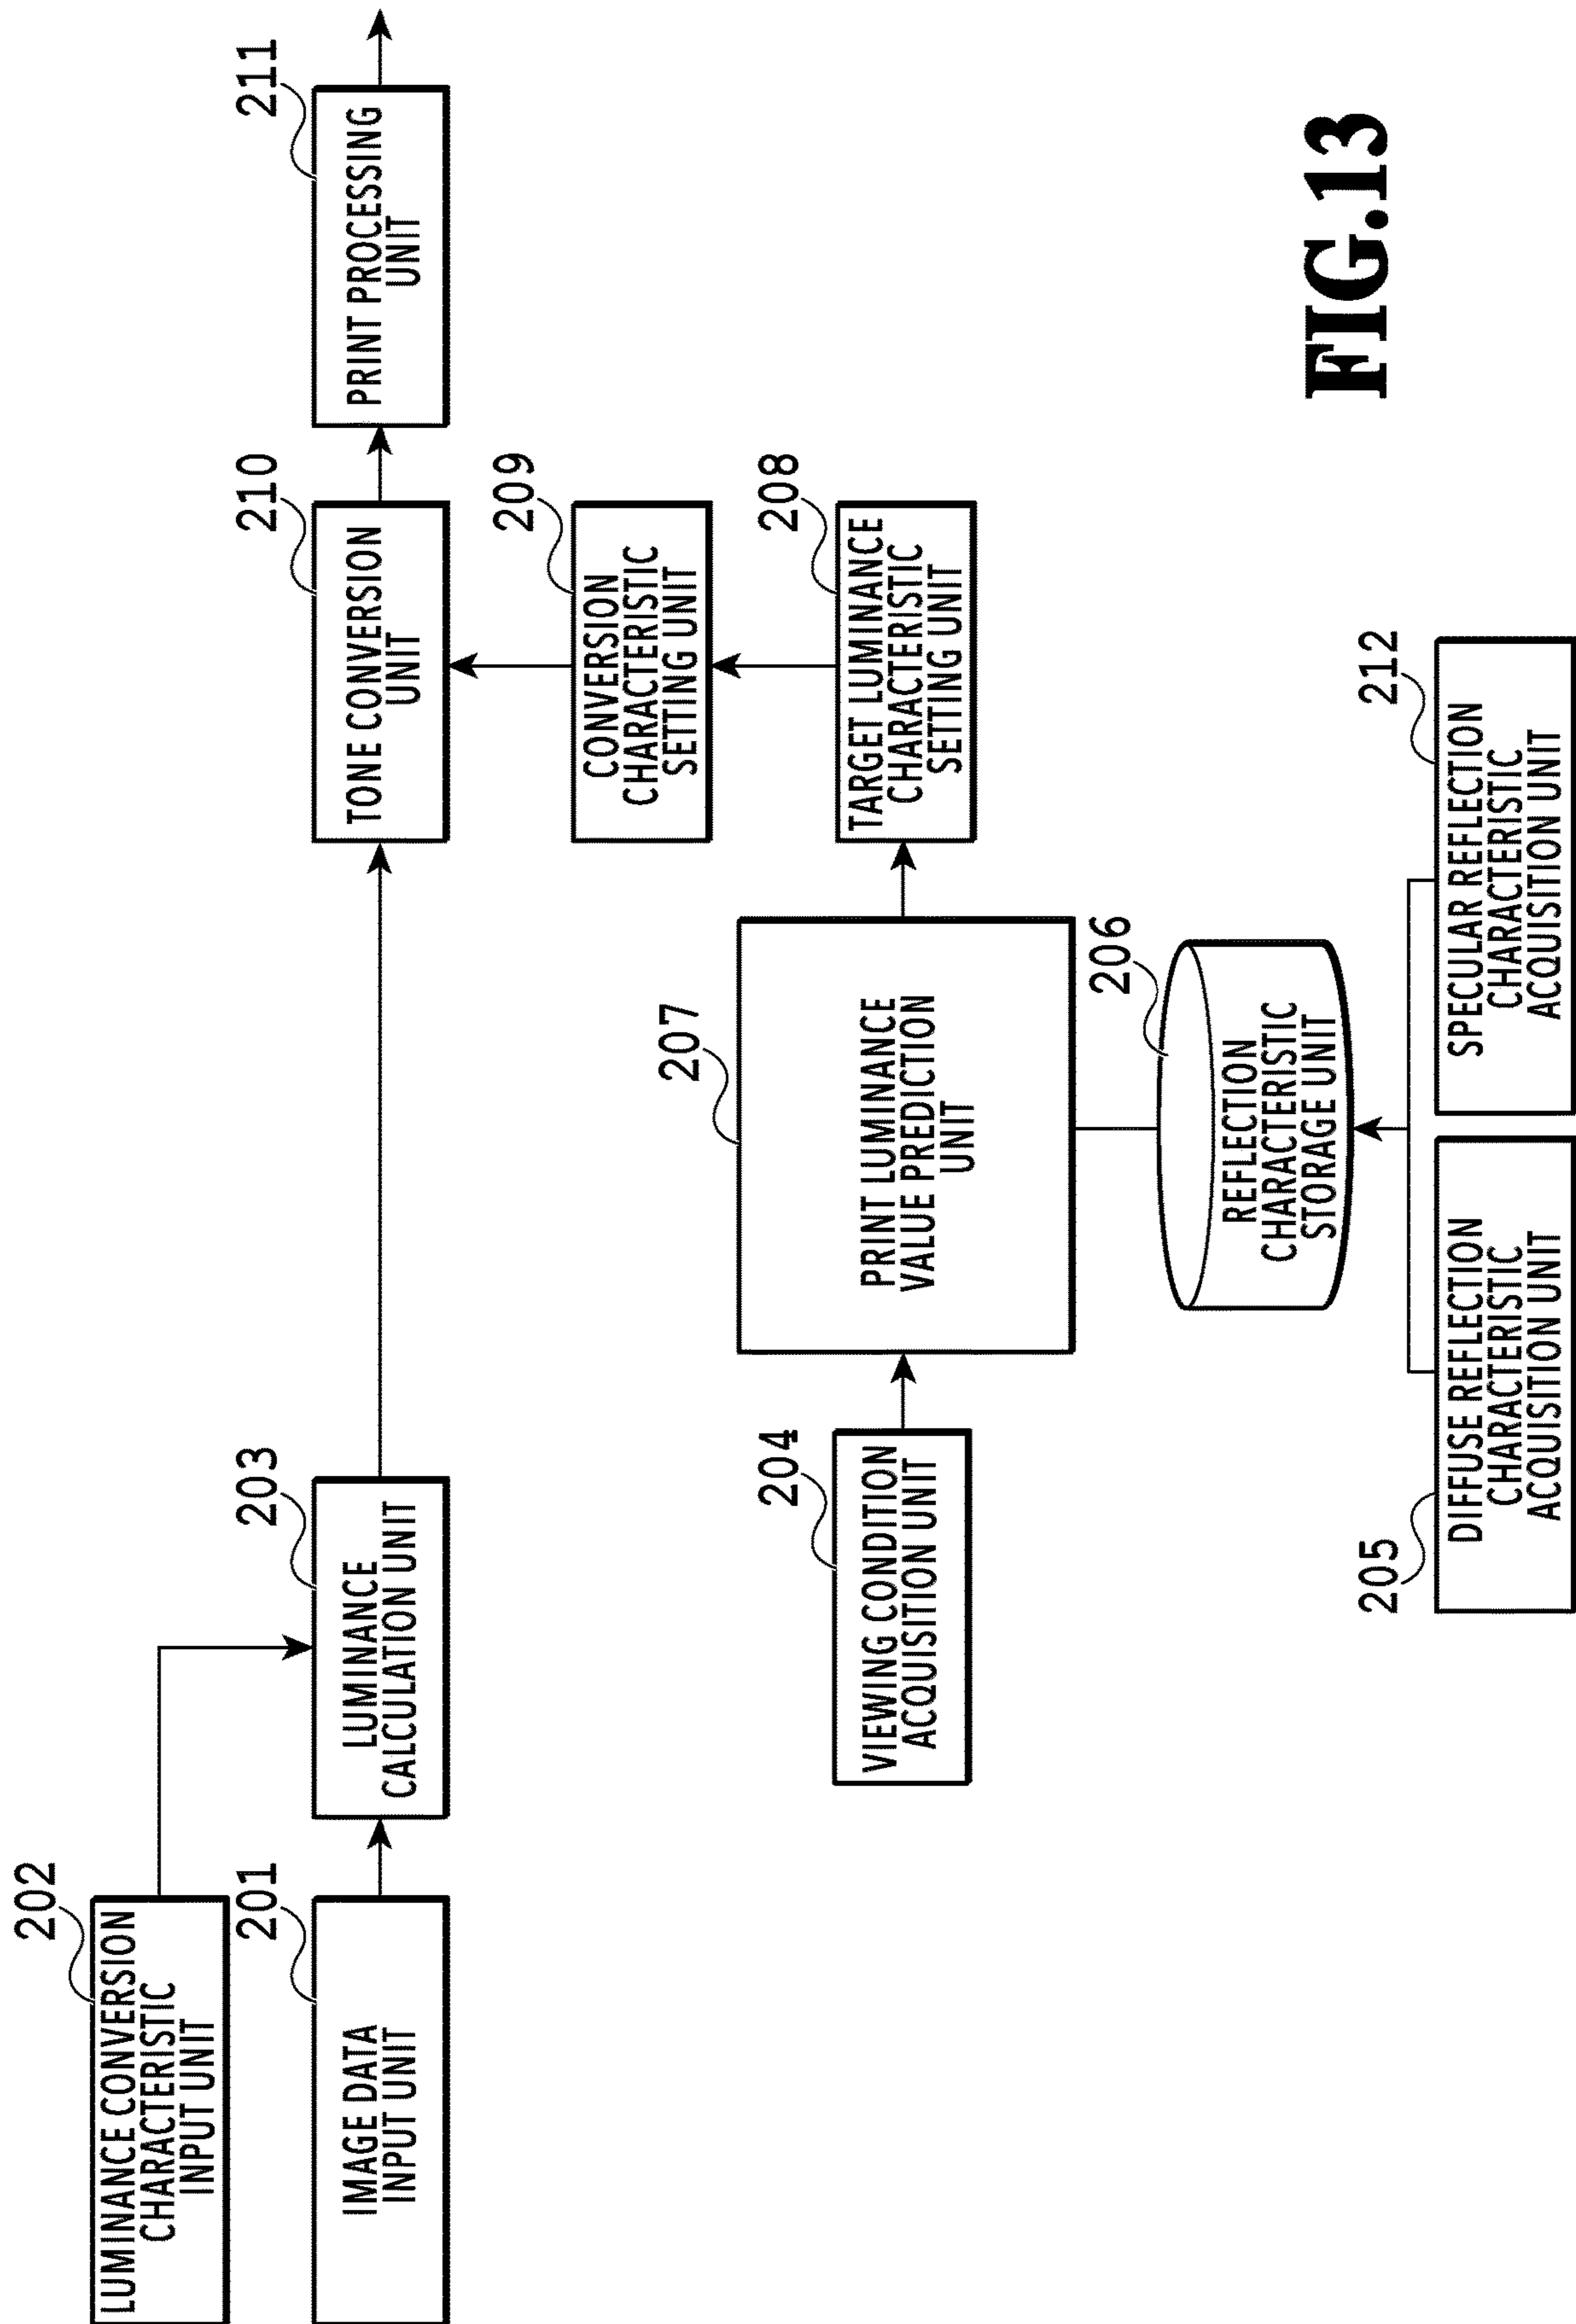 202
LUMINANCE CONVERSION
CHARACTERISTIC
INPUT UNIT
201
IMAGE DATA
INPUT UNIT
203
LUMINANCE
CALCULATION UNIT
210
TONE CONVERSION
UNIT
211
PRINT PROCESSING
UNIT
209
CONVERSION
CHARACTERISTIC
SETTING UNIT
204
VIEWING CONDITION
ACQUISITION UNIT
207
PRINT LUMINANCE
VALUE PREDICTION
UNIT
208
TARGET LUMINANCE
CHARACTERISTIC
SETTING UNIT
206
REFLECTION
CHARACTERISTIC
STORAGE UNIT
205
DIFFUSE REFLECTION
CHARACTERISTIC
ACQUISITION UNIT
212
SPECULAR REFLECTION
CHARACTERISTIC
ACQUISITION UNIT
FIG.13